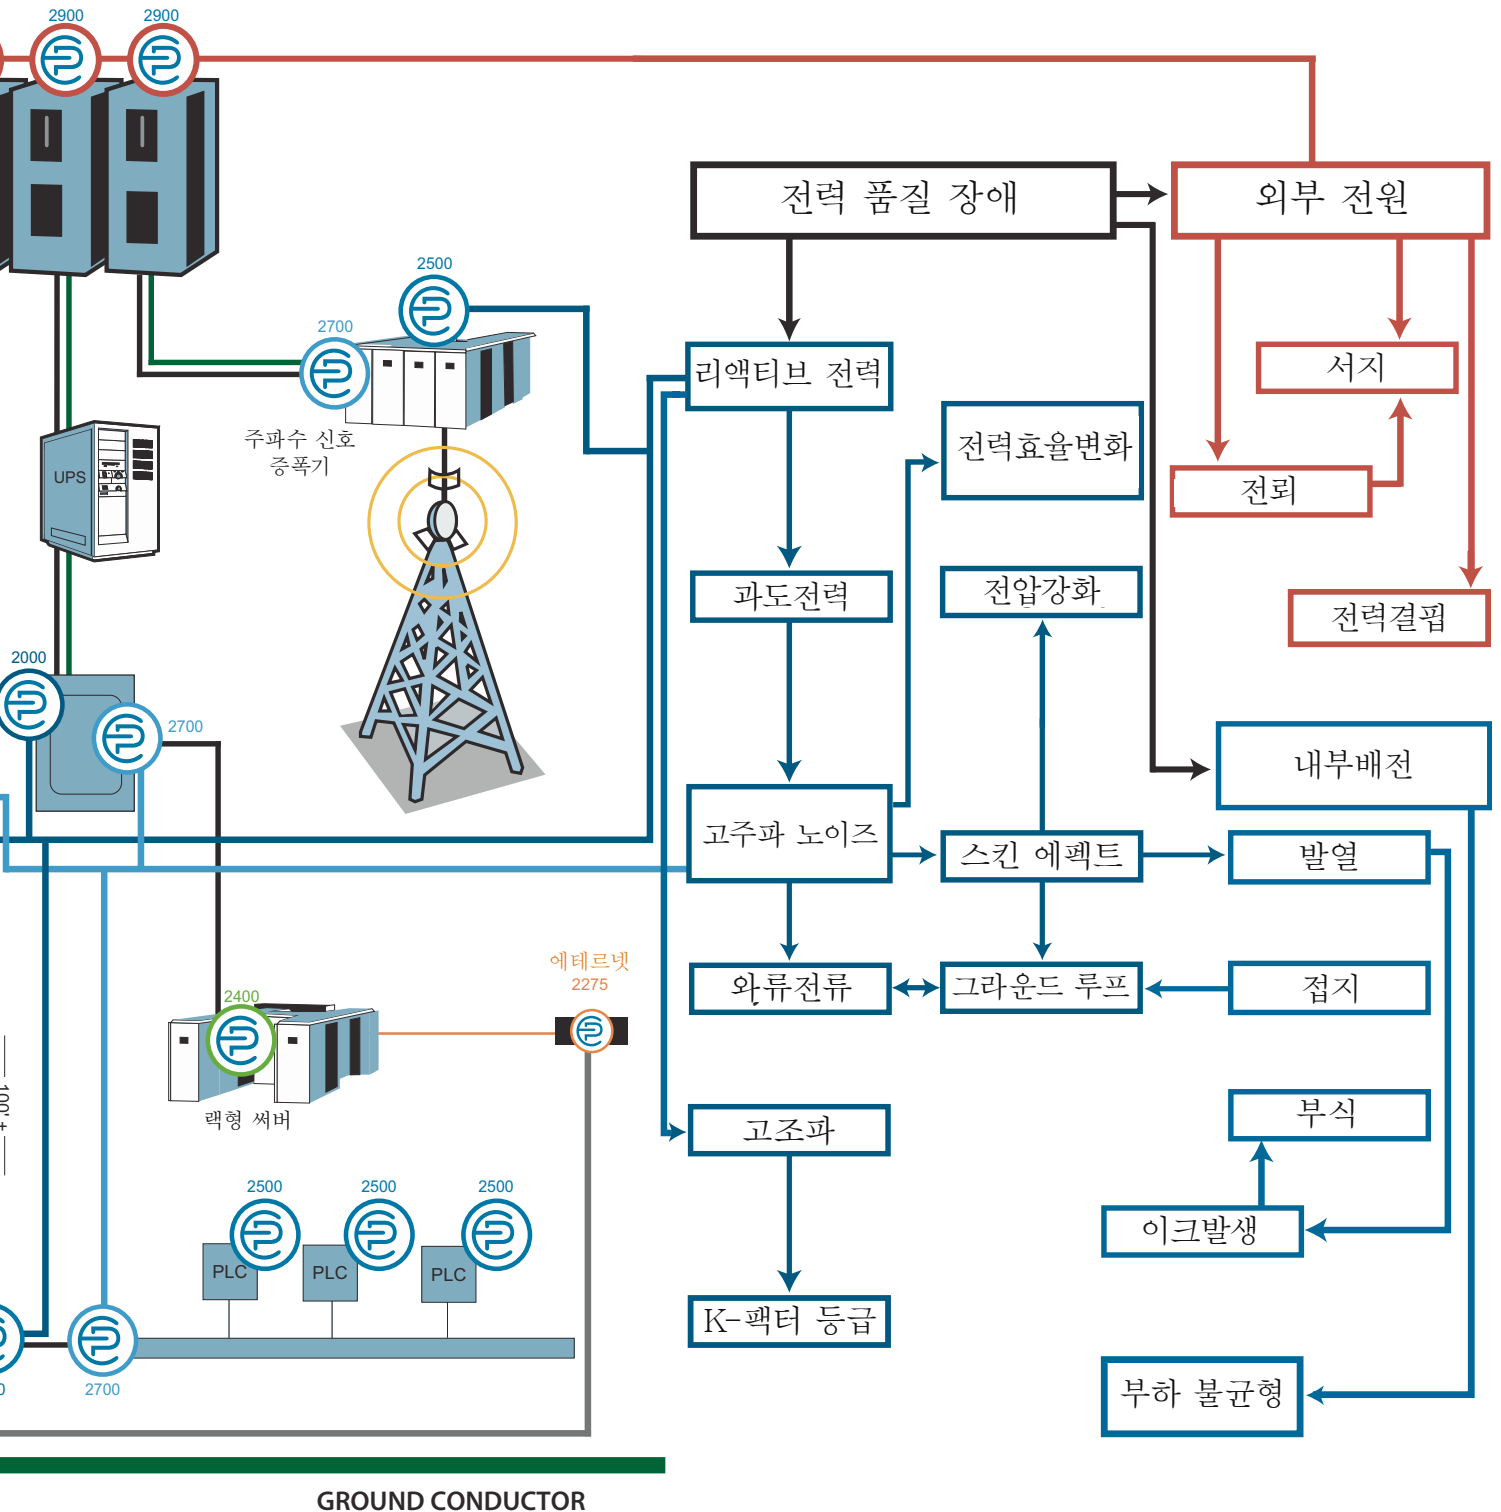 2900
2900
전력 품질 장애
외부 전원
2500
2700
리액티브 전력
서지
주파수 신호
증폭기
전력효율변화
UPS
전뢰
과도전력
전압강화
전력결핍
2000
2700
내부배전
고주파 노이즈
스킨 에펙트
발열
에테르넷
2275
와류전류
그라운드 루프
접지
2400
100' +
랙형 써버
고조파
부식
2500
2500
2500
이크발생
PLC
PLC
PLC
K-팩터 등급
2700
부하 불균형
GROUND CONDUCTOR